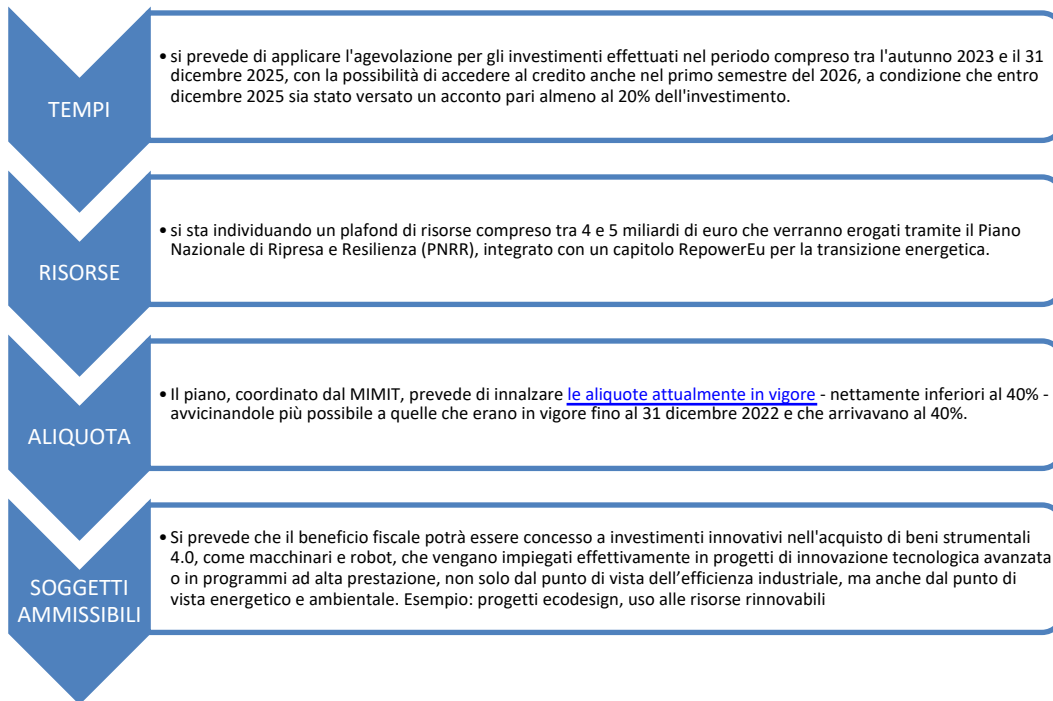 TEMPI
• si prevede di applicare l'agevolazione per gli investimenti effettuati nel periodo compreso tra l'autunno 2023 e il 31
dicembre 2025, con la possibilità di accedere al credito anche nel primo semestre del 2026, a condizione che entro
dicembre 2025 sia stato versato un acconto pari almeno al 20% dell'investimento.
RISORSE
• si sta individuando un plafond di risorse compreso tra 4 e 5 miliardi di euro che verranno erogati tramite il Piano
Nazionale di Ripresa e Resilienza (PNRR), integrato con un capitolo RepowerEu per la transizione energetica.
ALIQUOTA
• Il piano, coordinato dal MIMIT, prevede di innalzare le aliquote attualmente in vigore - nettamente inferiori al 40% -
avvicinandole più possibile a quelle che erano in vigore fino al 31 dicembre 2022 e che arrivavano al 40%.
SOGGETTI
AMMISSIBILI
• Si prevede che il beneficio fiscale potrà essere concesso a investimenti innovativi nell'acquisto di beni strumentali
4.0, come macchinari e robot, che vengano impiegati effettivamente in progetti di innovazione tecnologica avanzata
o in programmi ad alta prestazione, non solo dal punto di vista dell’efficienza industriale, ma anche dal punto di
vista energetico e ambientale. Esempio: progetti ecodesign, uso alle risorse rinnovabili